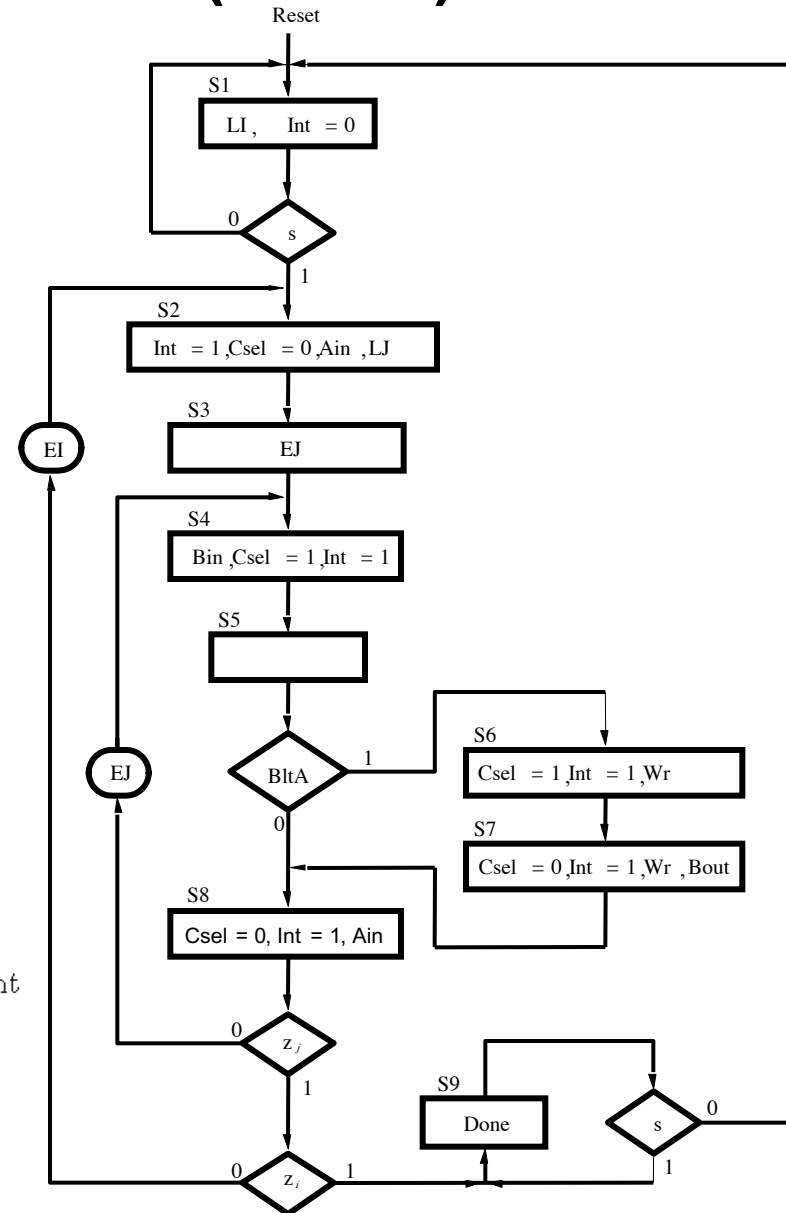 Reset
S1
LI, Int = 0
0
s
1
S2
Int = 1 ,Csel = 0 ,Ain , LJ
S3
EI
EJ
S4
Bin ,Csel = 1 ,Int = 1
S5
S6
1
EJ
BltA
Csel = 1 ,Int = 1 ,Wr
0
S7
Csel = 0 ,Int = 1 ,Wr , Bout
S8
Csel = 0, Int = 1, Ain
nt
0
zj
1
S9
Done
s
0
1
0
zi
1